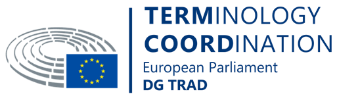 TERMINOLOGY
COORDINATION
European Parliament
DG TRAD